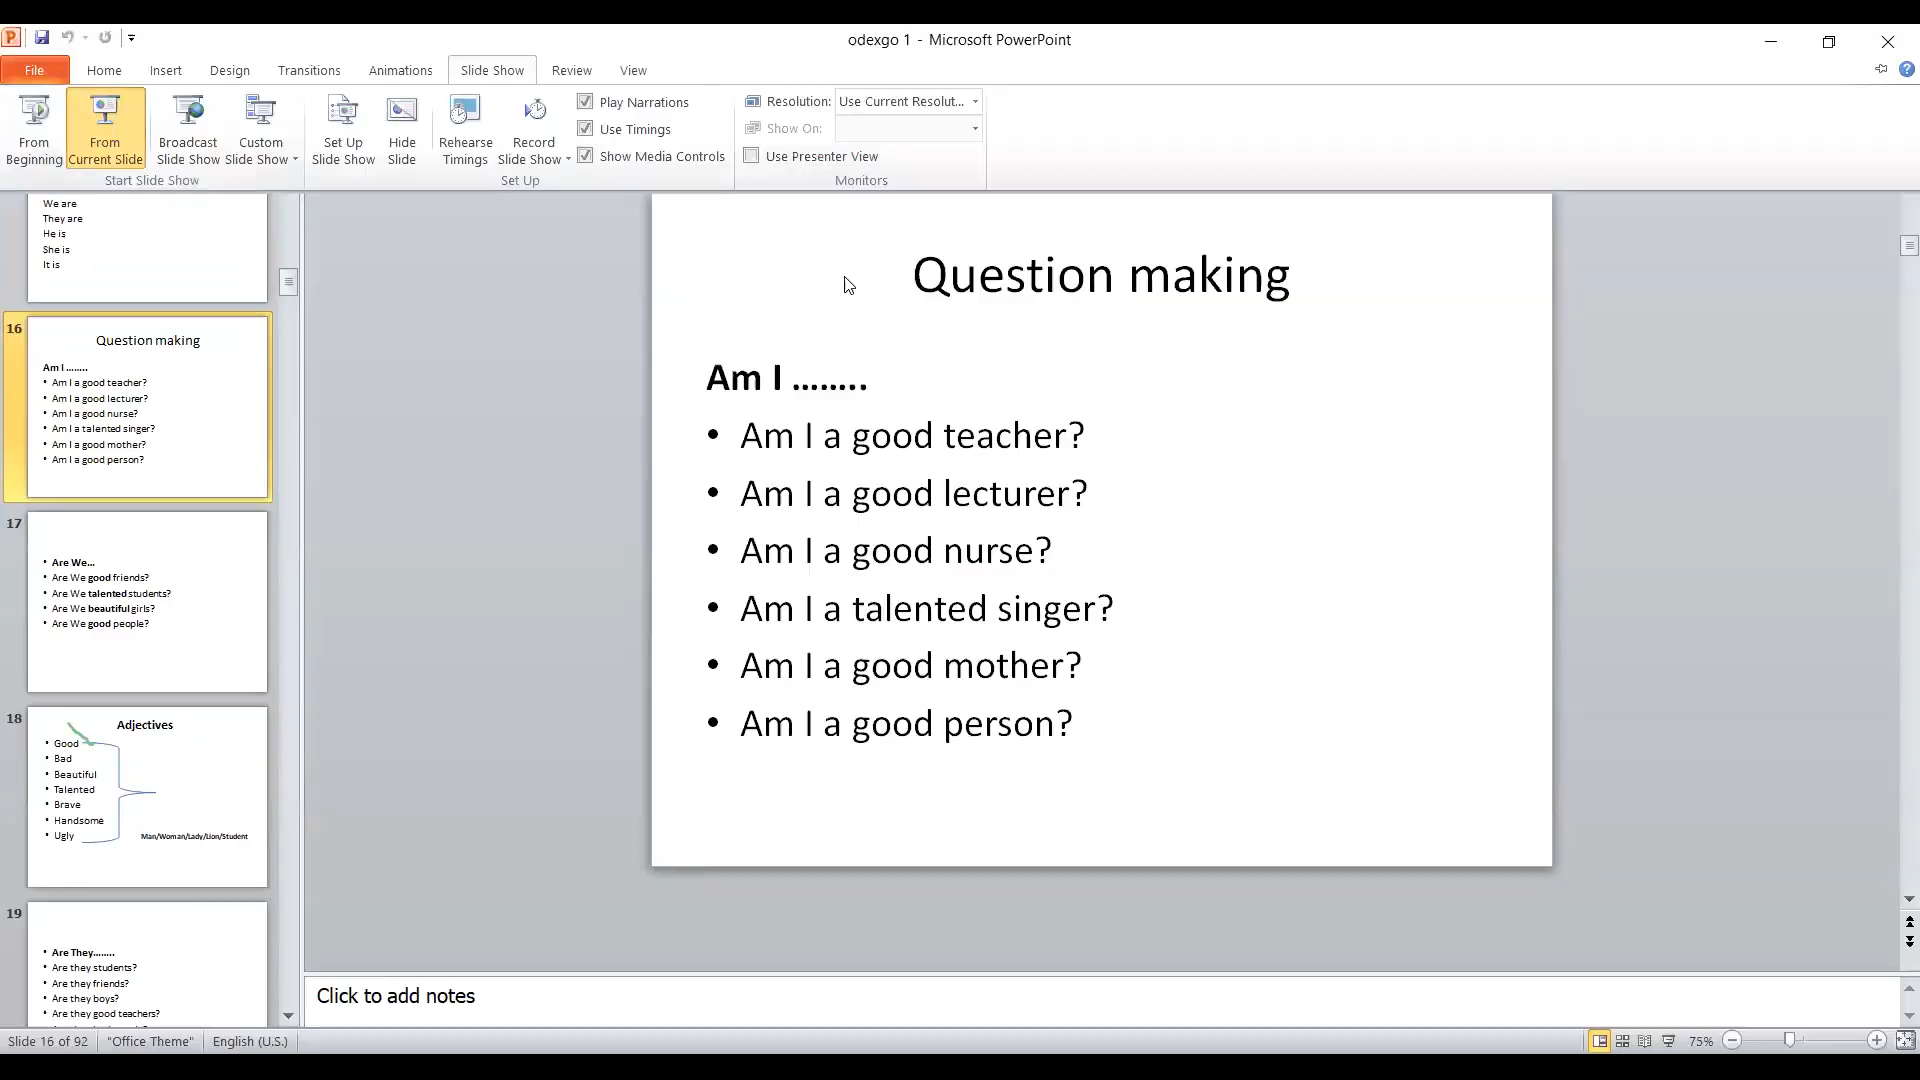 odexgo 1 - Microsoft PowerPoint
File Home Insert Design Transitions Animations Slide Show Review View
From Beginning
From Current Slide
Broadcast Slide Show
Custom Slide Show
Start Slide Show
Set Up Slide Show
Hide Slide
Rehearse Timings
Record Slide Show
Play Narrations
Use Timings
Show Media Controls
Set Up
Resolution: Use Current Resolut...
Show On:
Use Presenter View
Monitors
We are
They are
He is
She is
It is
16
Question making
Am I ........
• Am I a good teacher?
• Am I a good lecturer?
• Am I a good nurse?
• Am I a talented singer?
• Am I a good mother?
• Am I a good person?
17
• Are We...
• Are We good friends?
• Are We talented students?
• Are We beautiful girls?
• Are We good people?
18
Adjectives
• Good
• Bad
• Beautiful
• Talented
• Brave
• Handsome
• Ugly
Man/Woman/Lady/Lion/Student
19
• Are They........
• Are they students?
• Are they friends?
• Are they boys?
• Are they good teachers?
Question making
Am I ........
• Am I a good teacher?
• Am I a good lecturer?
• Am I a good nurse?
• Am I a talented singer?
• Am I a good mother?
• Am I a good person?
Click to add notes
Slide 16 of 92 "Office Theme" English (U.S.) 75%